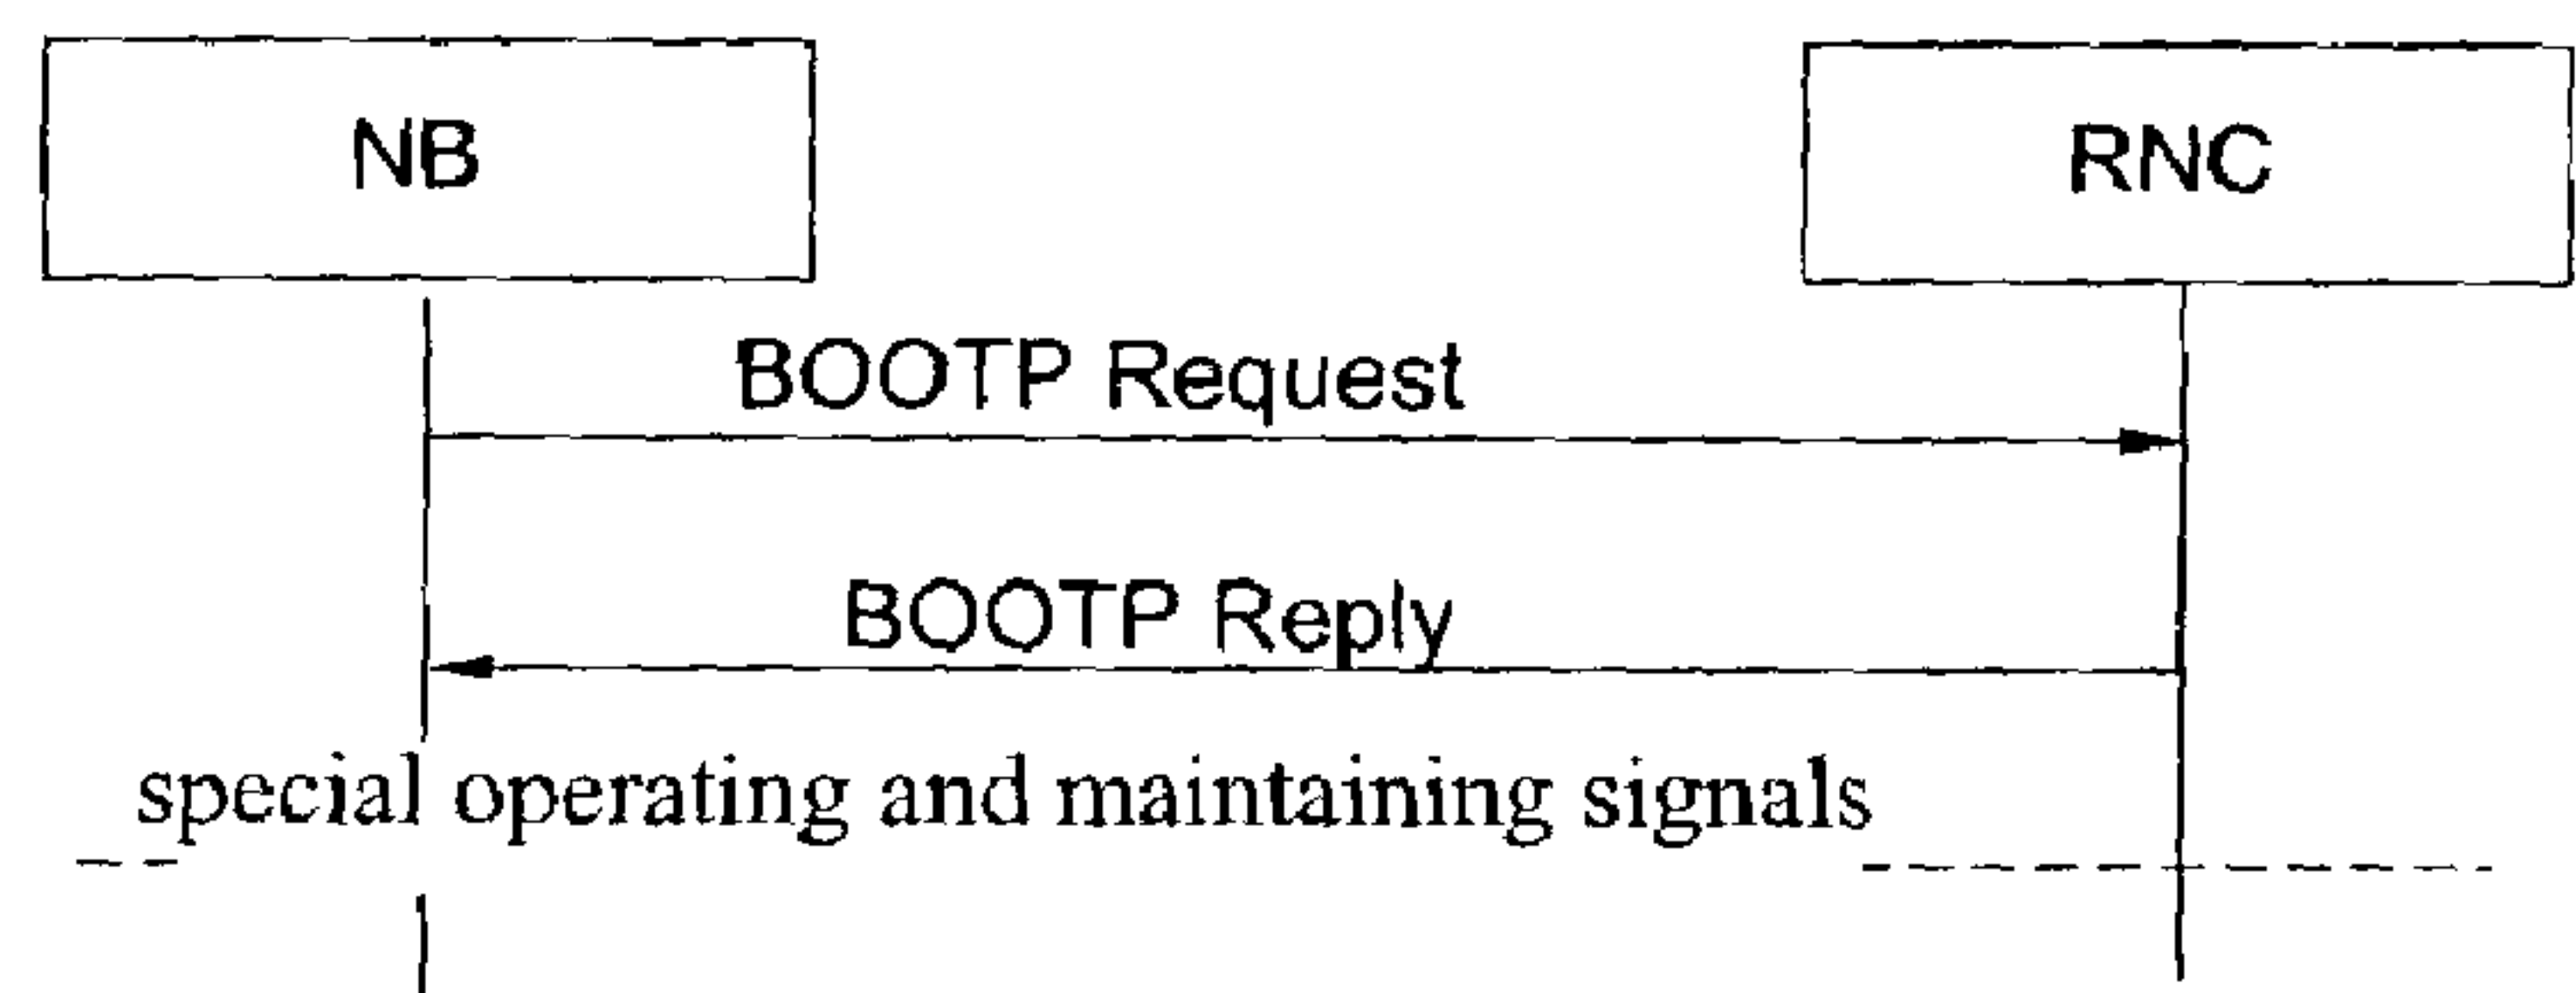 NB
RNC
BOOTP Request
BOOTP Reply
special operating and maintaining signals